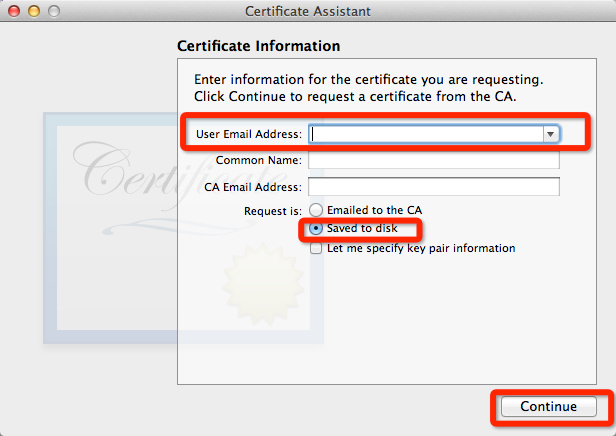 Certificate Assistant
Certificate Information
Enter information for the certificate you are requesting.
Click Continue to request a certificate from the CA.
User Email Address:
Certificate
Common Name:
CA Email Address:
Request is: Emailed to the CA
Saved to disk
Let me specify key pair information
Continue